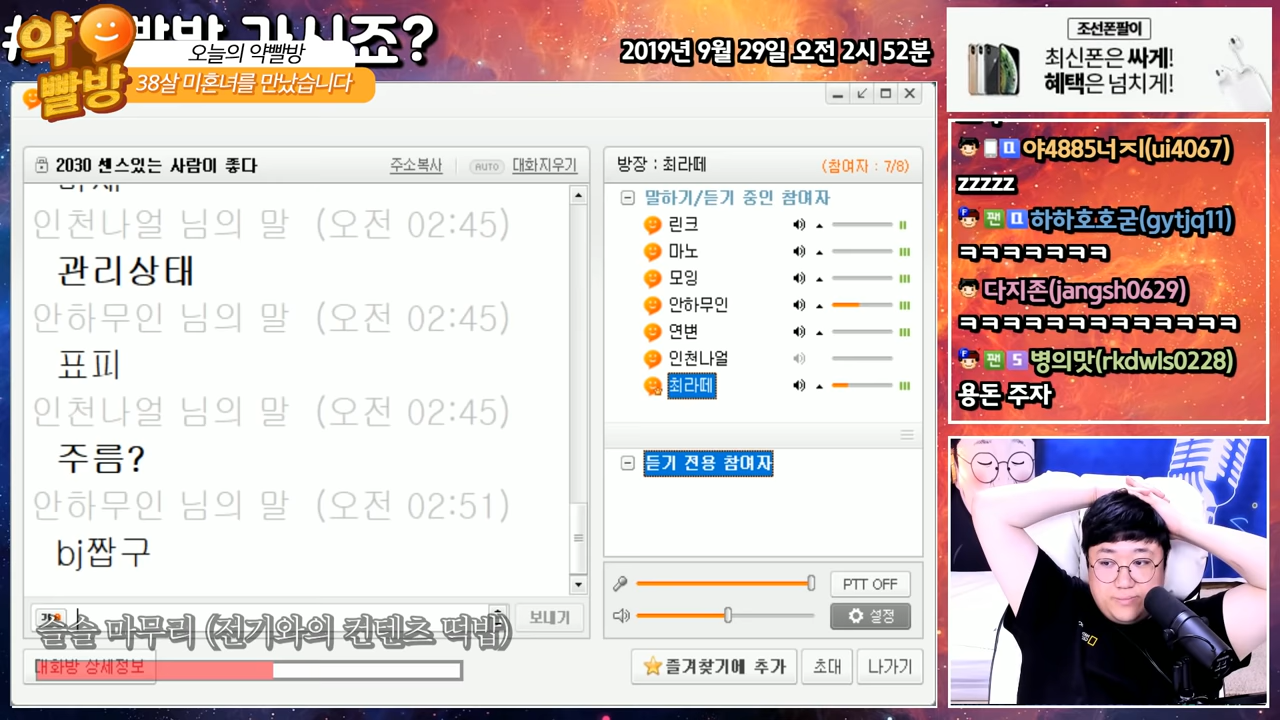 약빨방
오늘의 약빨방
38살 미혼녀를 만났습니다
가시죠?
2019년 9월 29일 오전 2시 52분
조선폰팔이
최신폰은 싸게!
혜택은 넘치게!
2030 센스있는 사람이 좋다
주소복사
AUTO
대화지우기
인천나얼 님의 말 (오전 02:45)
관리상태
안하무인 님의 말 (오전 02:45)
표피
인천나얼 님의 말 (오전 02:45)
주름?
안하무인 님의 말 (오전 02:51)
bj짭구
보내기
슬슬 마무리 (전기와의 컨텐츠 떡밥)
대화방 상세정보
방장 : 최라떼
(참여자 : 7/8)
말하기/듣기 중인 참여자
린크
마노
모잉
안하무인
연변
인천나얼
최라떼
듣기 전용 참여자
PTT OFF
설정
즐겨찾기에 추가
초대
나가기
야4885너ㅈl(ui4067)
zzzzz
팬 하하호호굳(gytjq11)
ㅋㅋㅋㅋㅋㅋㅋ
다지존(jangsh0629)
ㅋㅋㅋㅋㅋㅋㅋㅋㅋㅋㅋㅋㅋ
팬 S 병의맛(rkdwls0228)
용돈 주자